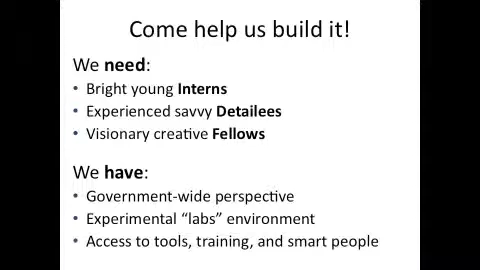 Come help us build it!
We need:
• Bright young Interns
• Experienced savvy Detailees
• Visionary creative Fellows
We have:
• Government-wide perspective
• Experimental “labs” environment
• Access to tools, training, and smart people